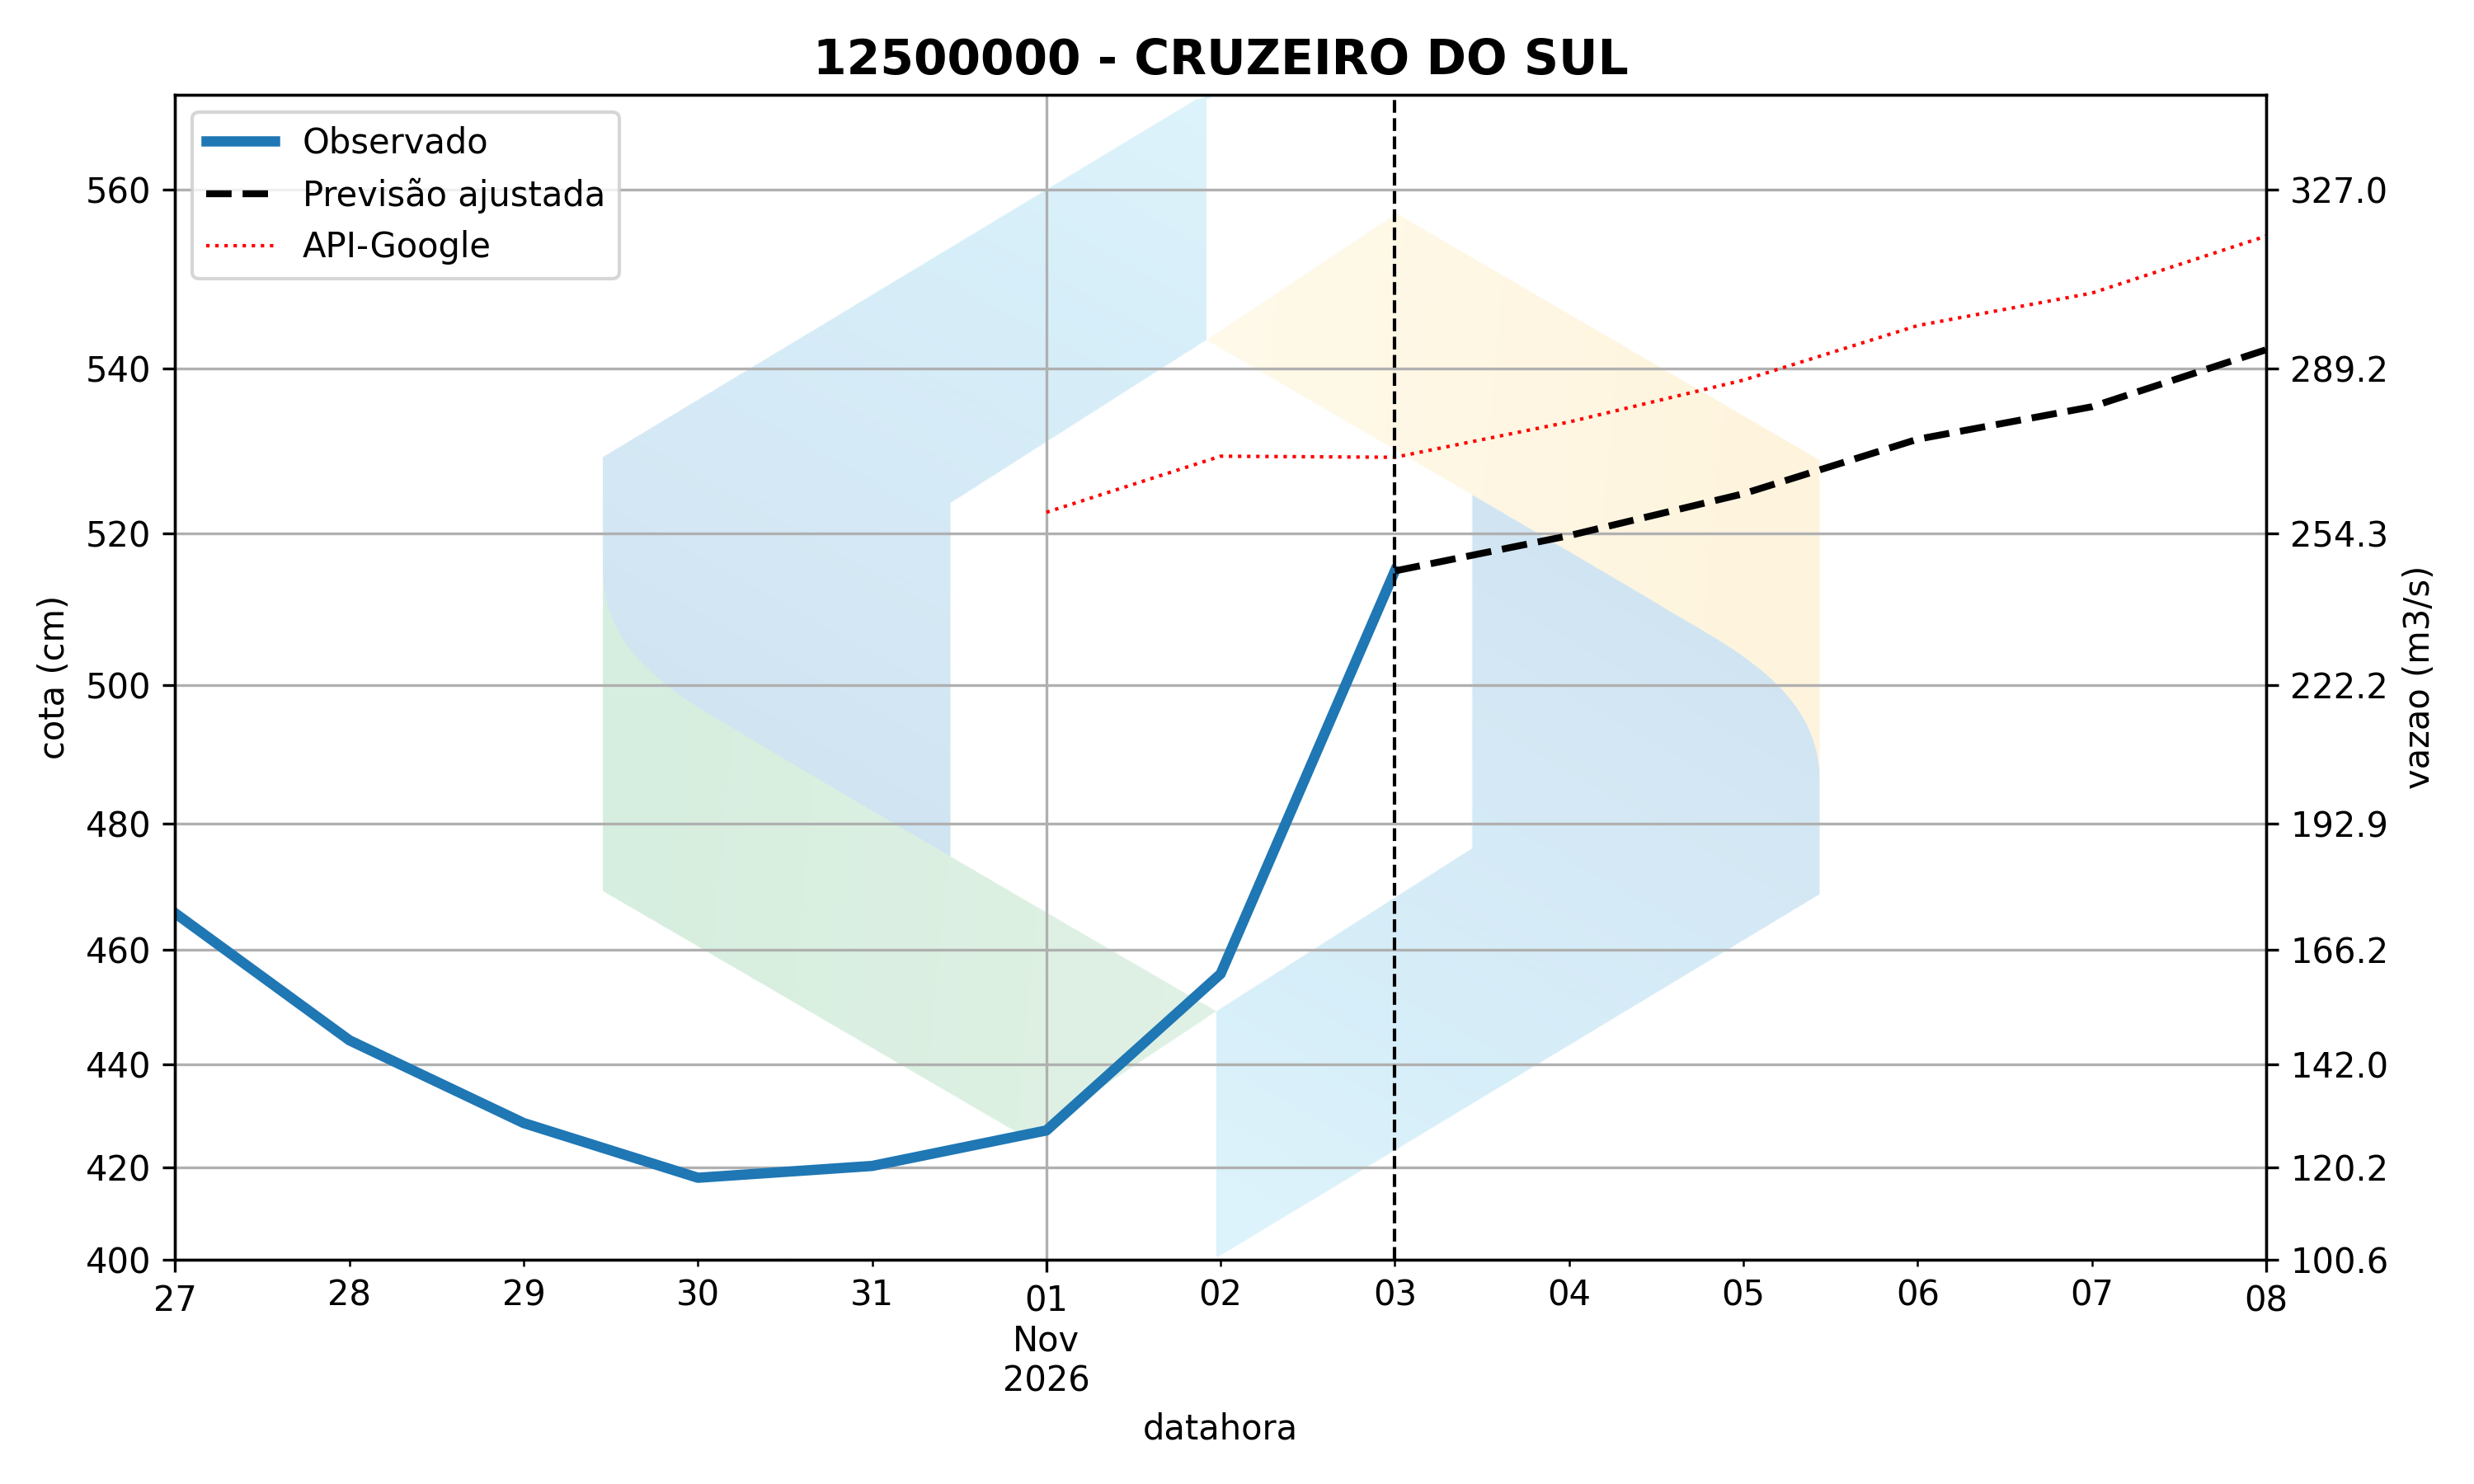 12500000 - CRUZEIRO DO SUL
Observado
Previsão ajustada
API-Google
560
540
520
500
480
460
440
420
400
cota (cm)
327.0
289.2
254.3
222.2
192.9
166.2
142.0
120.2
100.6
vazao (m3/s)
27 28 29 30 31 01 02 03 04 05 06 07 08
Nov
2026
datahora